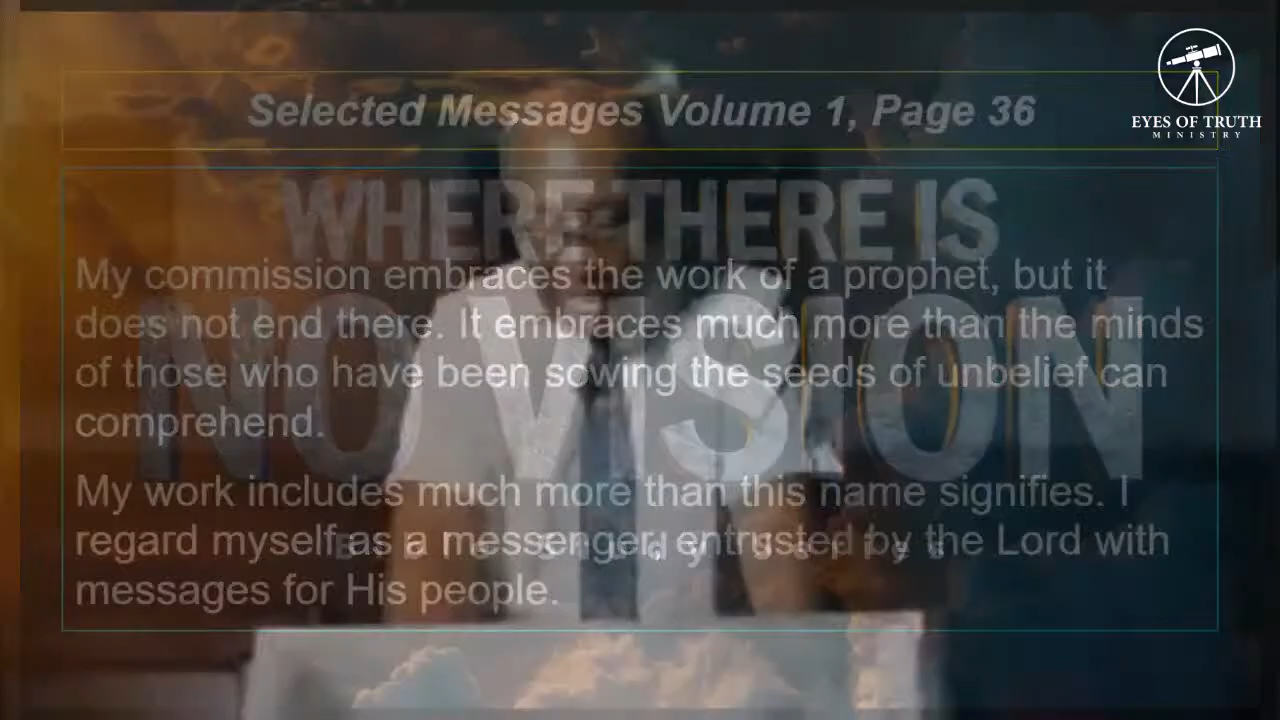 Selected Messages Volume 1, Page 36
EYES OF TRUTH
MINISTRY
WHERE THERE IS
NO VISION
My commission embraces the work of a prophet, but it
does not end there. It embraces much more than the minds
of those who have been sowing the seeds of unbelief can
comprehend.
My work includes much more than this name signifies. I
regard myself as a messenger, entrusted by the Lord with
messages for His people.